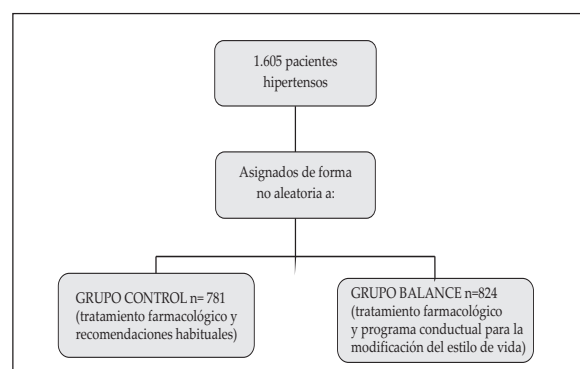 1.605 pacientes
hipertensos
Asignados de forma
no aleatoria a:
GRUPO CONTROL n= 781
(tratamiento farmacológico y
recomendaciones habituales)
GRUPO BALANCE n=824
(tratamiento farmacológico
y programa conductual para la
modificación del estilo de vida)